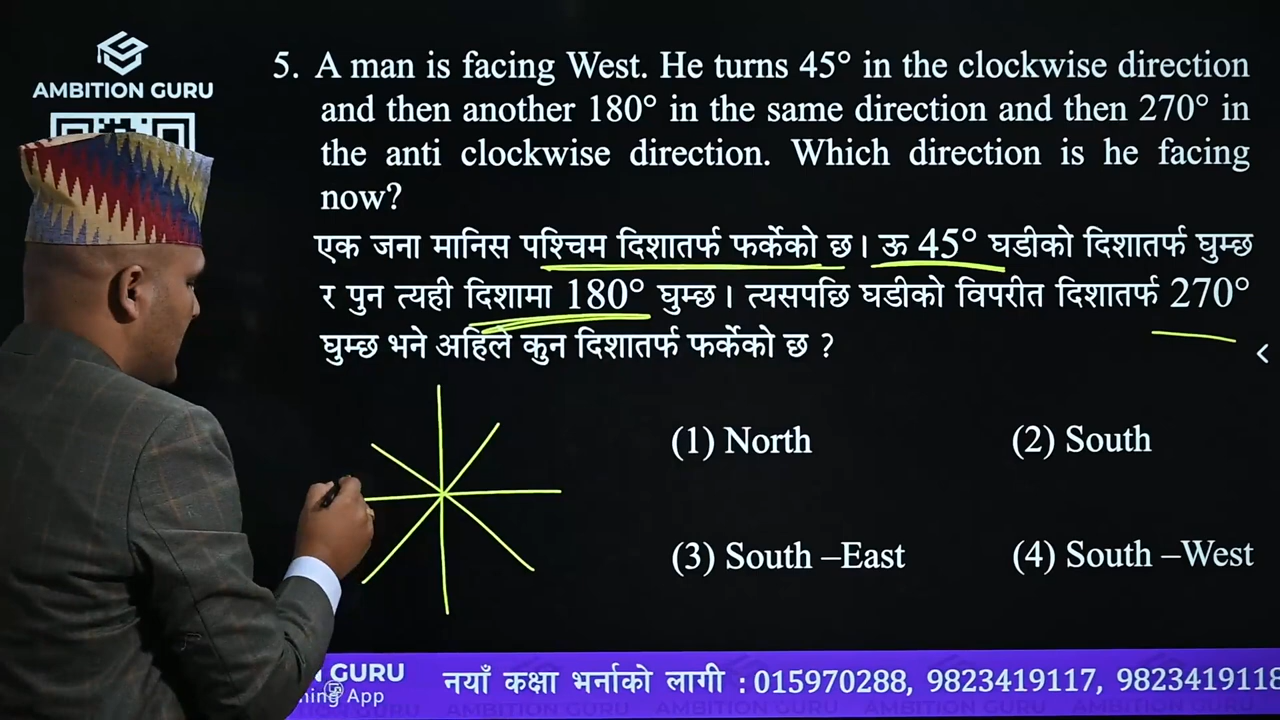 AMBITION GURU
5. A man is facing West. He turns 45° in the clockwise direction
and then another 180° in the same direction and then 270° in
the anti clockwise direction. Which direction is he facing
now?
एक जना मानिस पश्चिम दिशातर्फ फर्केको छ। ऊ 45° घडीको दिशातर्फ घुम्छ
र पुन त्यही दिशामा 180° घुम्छ। त्यसपछि घडीको विपरीत दिशातर्फ 270°
घुम्छ भने अहिले कुन दिशातर्फ फर्केको छ ?
(1) North (2) South
(3) South –East (4) South –West
GURU
App
नयाँ कक्षा भर्नाको लागी : 015970288, 9823419117, 9823419118